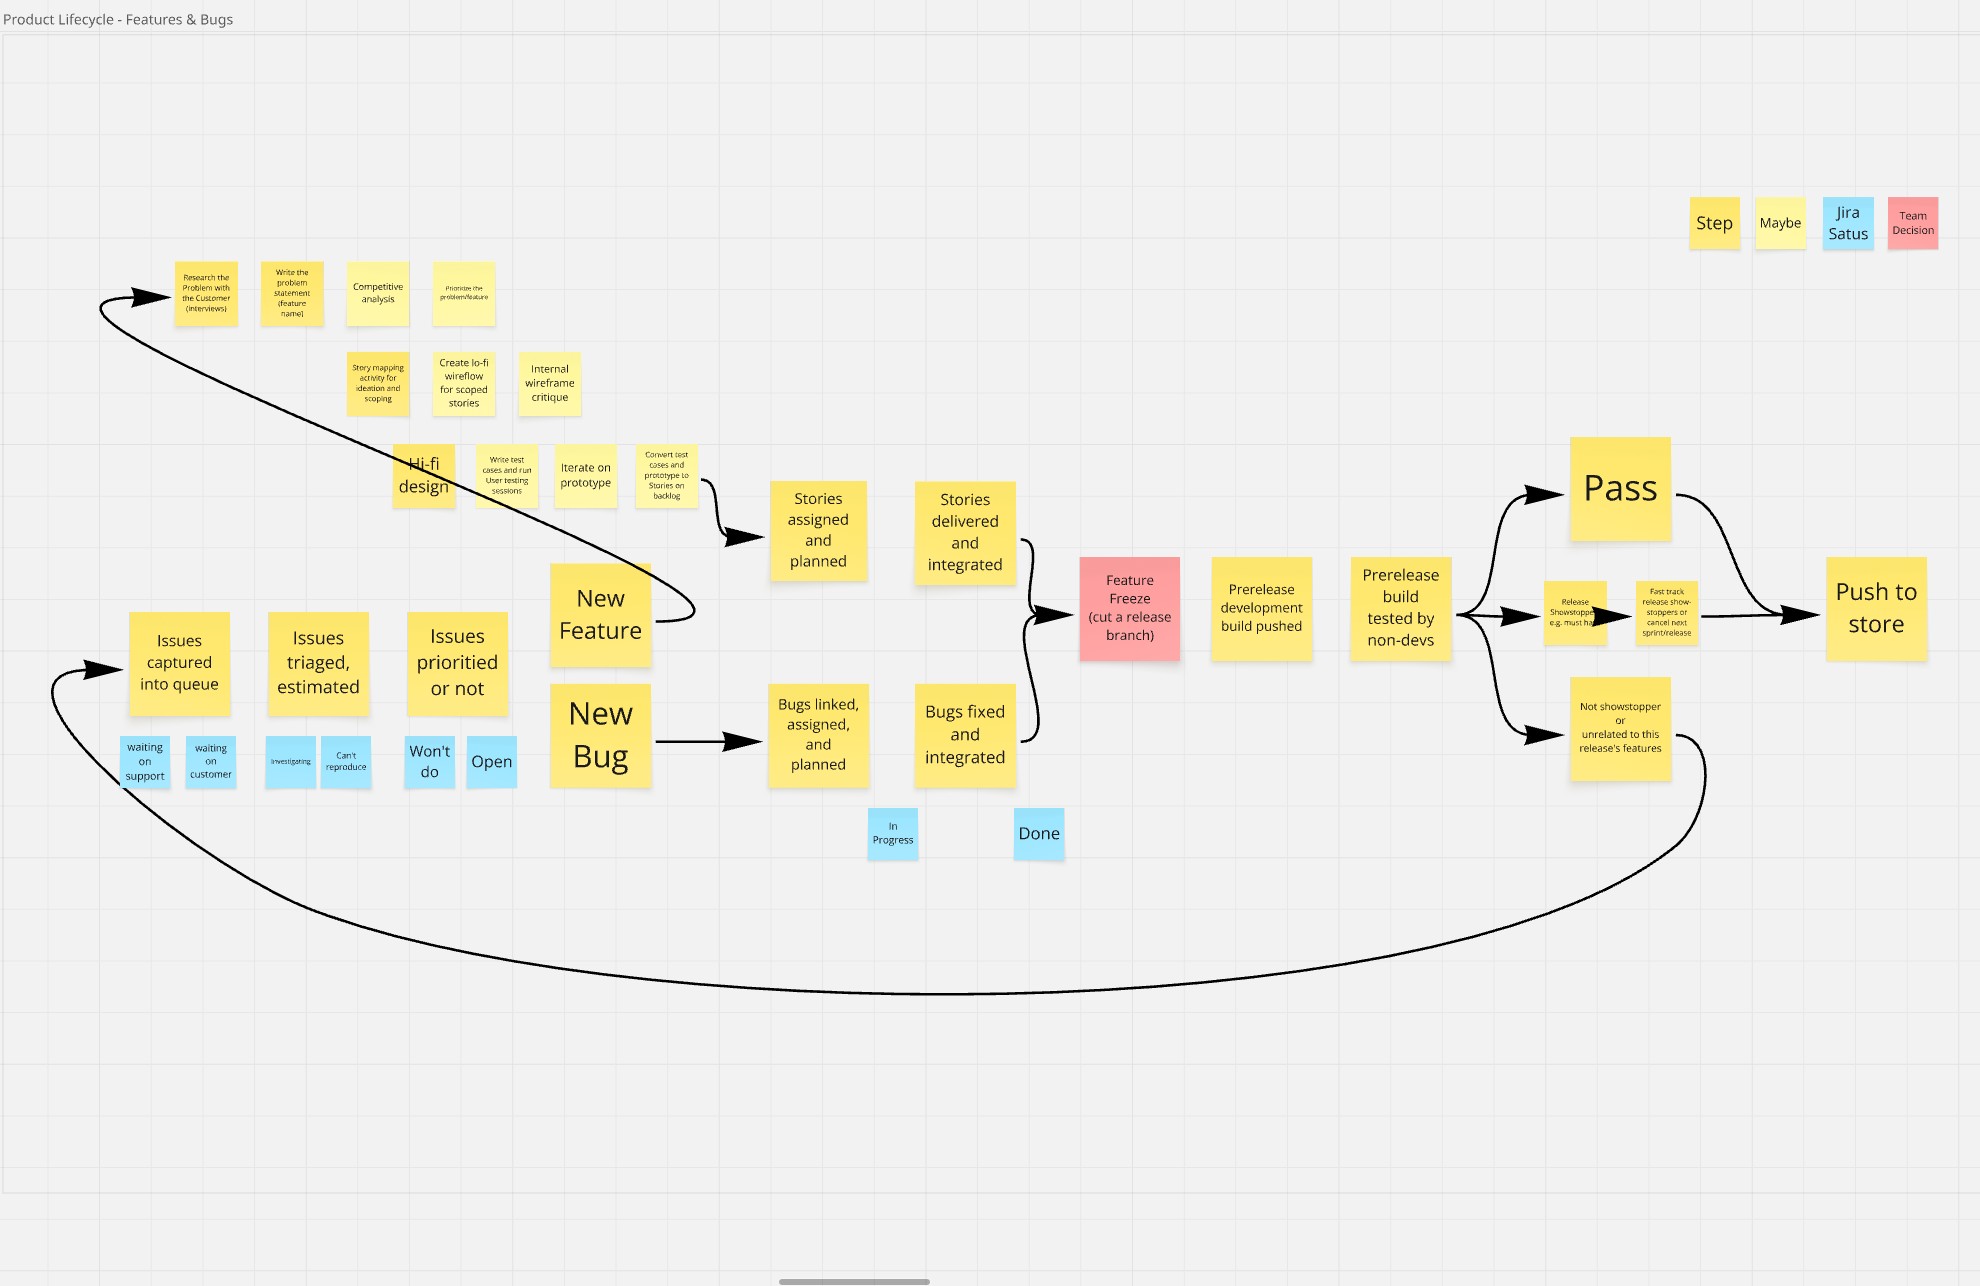 Product Lifecycle - Features & Bugs
Step
Maybe
Jira
Satus
Team
Decision
Research the
Problem with
the Customer
(interviews)
Write the
problem
statement
(feature
name)
Competitive
analysis
Prioritize the
problem/feature
Story mapping
activity for
ideation and
scoping
Create lo-fi
wireflow
for scoped
stories
Internal
wireframe
critique
Hi-fi
design
Write test
cases and run
User testing
sessions
Iterate on
prototype
Convert test
cases and
prototype to
Stories on
backlog
Stories
assigned
and
planned
Stories
delivered
and
integrated
New
Feature
Issues
captured
into queue
Issues
triaged,
estimated
Issues
prioritied
or not
New
Bug
waiting
on
support
waiting
on
customer
Investigating
Can't
reproduce
Won't
do
Open
Bugs linked,
assigned,
and
planned
Bugs fixed
and
integrated
In
Progress
Done
Feature
Freeze
(cut a release
branch)
Prerelease
development
build pushed
Prerelease
build
tested by
non-devs
Pass
Release
e.g. must
Fast track
release show-
stoppers or
cancel next
sprint/release
Not showstopper
or
unrelated to this
release's features
Push to
store